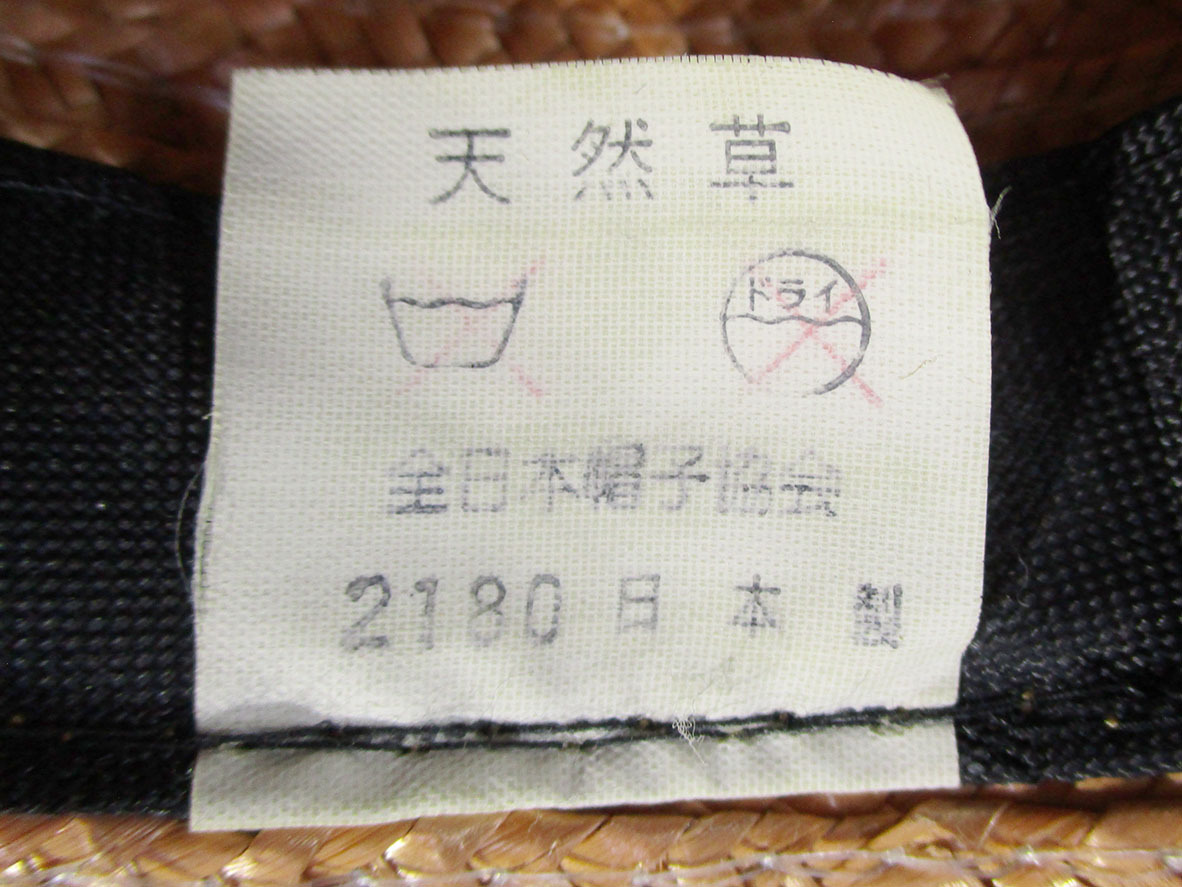 天然草
ドライ
全日本帽子協会
2180 日本製